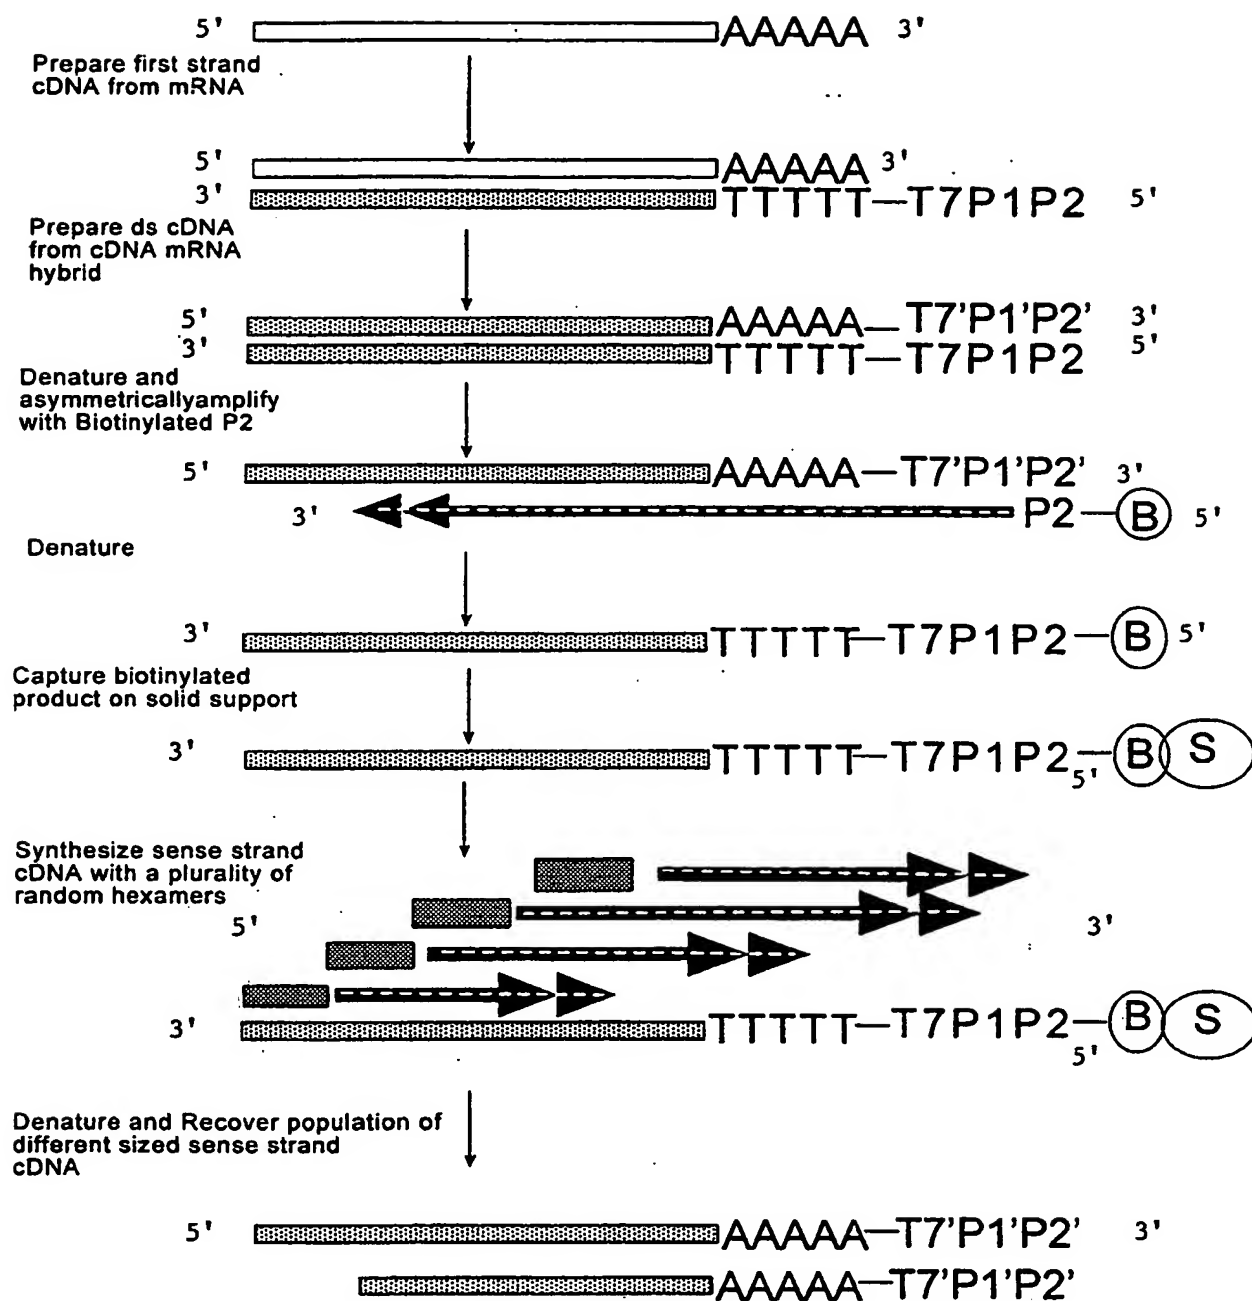 5' AAAAA 3'
Prepare first strand
cDNA from mRNA
5' AAAAA 3'
3' TTTTT—T7P1P2 5'
Prepare ds cDNA
from cDNA mRNA
hybrid
5' AAAAA—T7'P1'P2' 3'
3' TTTTT—T7P1P2 5'
Denature and
asymmetricallyamplify
with Biotinylated P2
5' AAAAA—T7'P1'P2' 3'
3' P2—B 5'
Denature
3' TTTTT—T7P1P2—B 5'
Capture biotinylated
product on solid support
3' TTTTT—T7P1P2—B S
5'
Synthesize sense strand
cDNA with a plurality of
random hexamers
5' 3'
3' TTTTT—T7P1P2—B S
5'
Denature and Recover population of
different sized sense strand
cDNA
5' AAAAA—T7'P1'P2' 3'
AAAAA—T7'P1'P2'